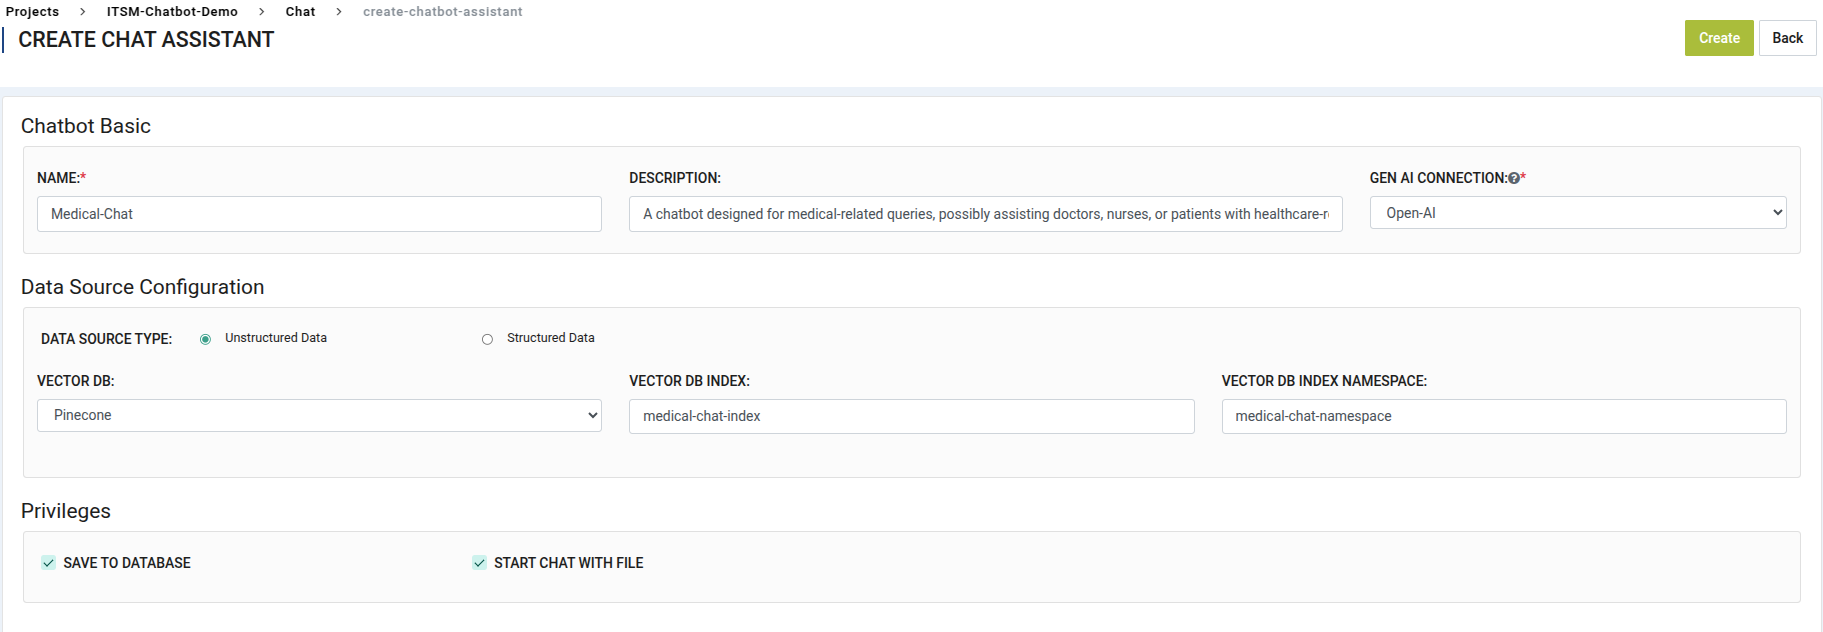 Projects > ITSM-Chatbot-Demo > Chat > create-chatbot-assistant
CREATE CHAT ASSISTANT
Create Back
Chatbot Basic
NAME:* DESCRIPTION: GEN AI CONNECTION:?*
Medical-Chat A chatbot designed for medical-related queries, possibly assisting doctors, nurses, or patients with healthcare-r Open-AI
Data Source Configuration
DATA SOURCE TYPE: Unstructured Data Structured Data
VECTOR DB: VECTOR DB INDEX: VECTOR DB INDEX NAMESPACE:
Pinecone medical-chat-index medical-chat-namespace
Privileges
SAVE TO DATABASE START CHAT WITH FILE